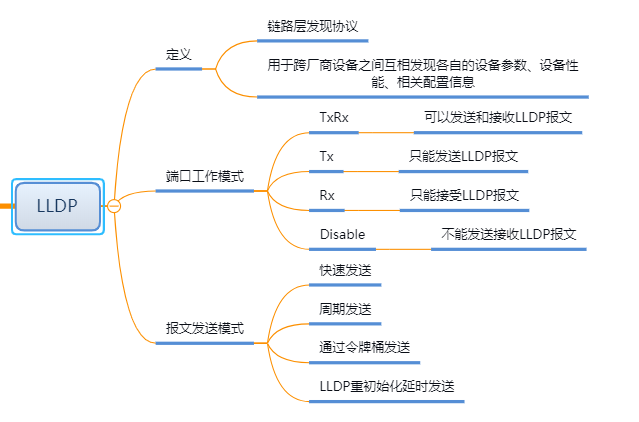 LLDP
定义
链路层发现协议
用于跨厂商设备之间互相发现各自的设备参数、设备性
能、相关配置信息
端口工作模式
TxRx
可以发送和接收LLDP报文
Tx
只能发送LLDP报文
Rx
只能接受LLDP报文
Disable
不能发送接收LLDP报文
报文发送模式
快速发送
周期发送
通过令牌桶发送
LLDP重初始化延时发送